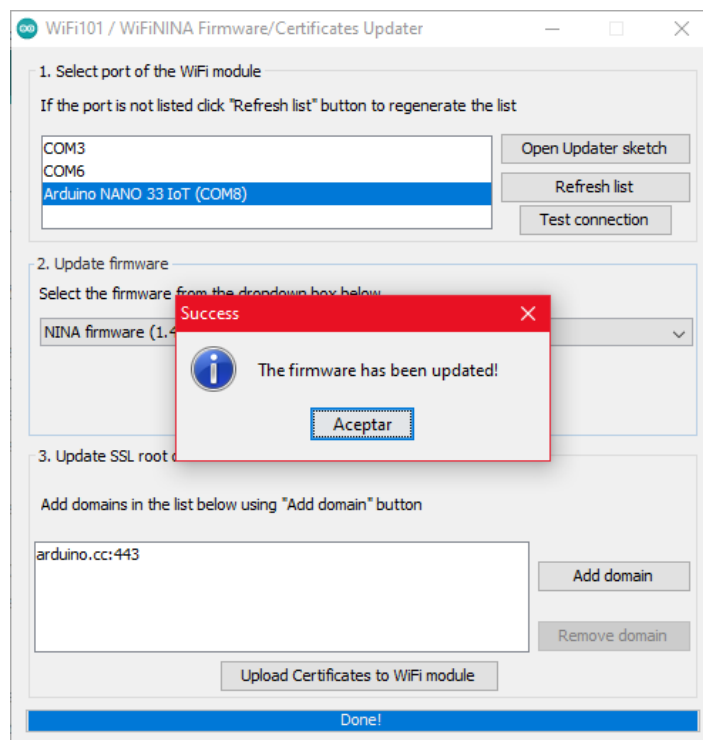 WiFi101 / WiFiNINA Firmware/Certificates Updater
1. Select port of the WiFi module
If the port is not listed click "Refresh list" button to regenerate the list
COM3
COM6
Arduino NANO 33 IoT (COM8)
Open Updater sketch
Refresh list
Test connection
2. Update firmware
Select the firmware from the dropdown box below
NINA firmware (1.4
Success
The firmware has been updated!
Aceptar
3. Update SSL root
Add domains in the list below using "Add domain" button
arduino.cc:443
Add domain
Remove domain
Upload Certificates to WiFi module
Done!